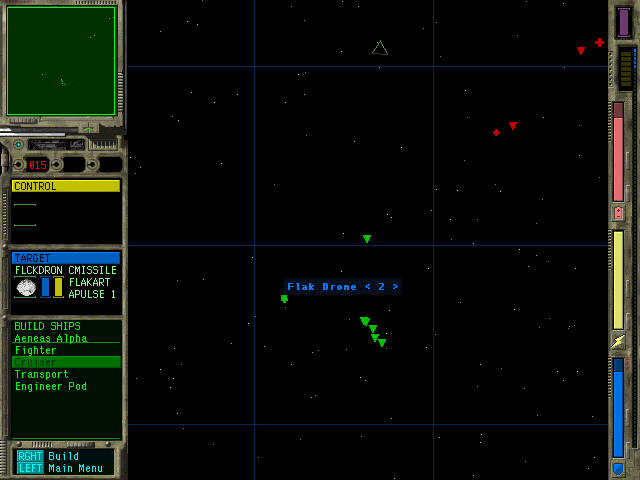 015
CONTROL
TARGET
FLCKDRON CMISSILE
FLAKART
APULSE 1
Flak Drone < 2 >
BUILD SHIPS
Aeneas Alpha
Fighter
Cruiser
Transport
Engineer Pod
RGHT Build
LEFT Main Menu